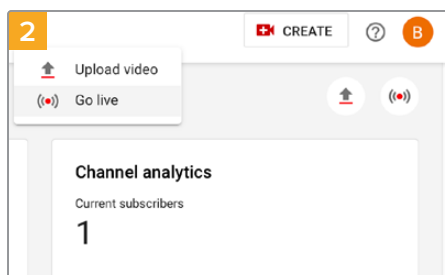 2
CREATE
B
Upload video
Go live
Channel analytics
Current subscribers
1